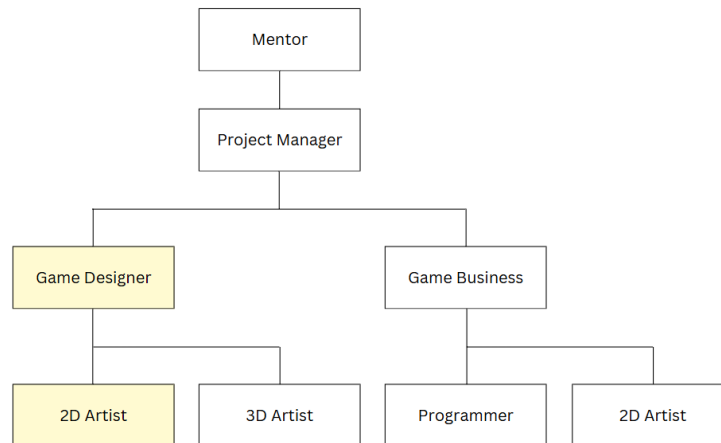 Mentor
Project Manager
Game Designer
Game Business
2D Artist
3D Artist
Programmer
2D Artist